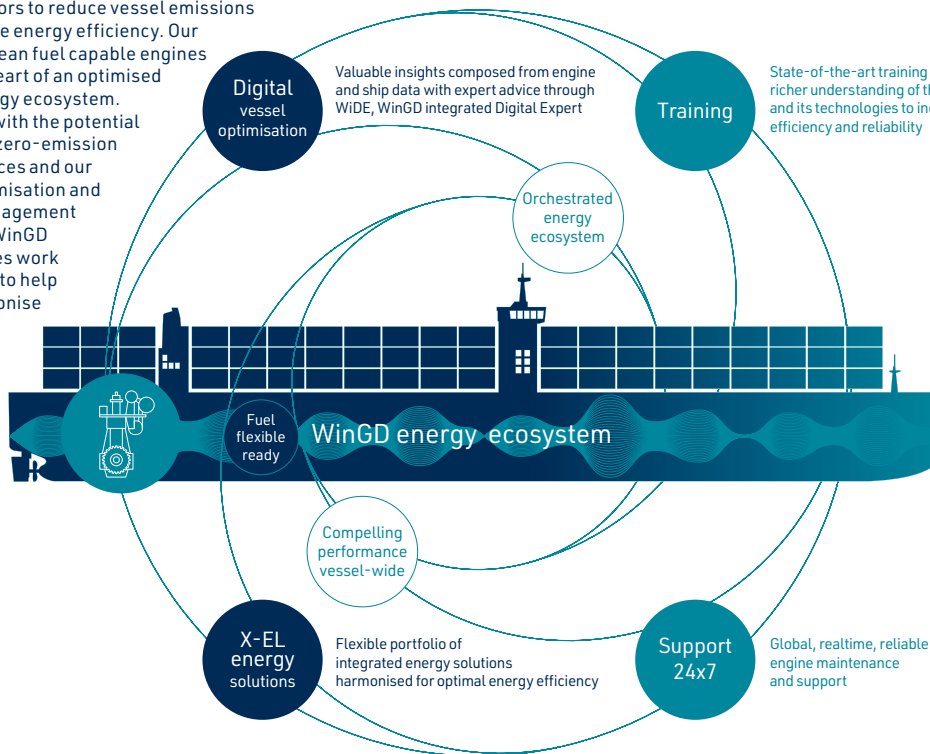 ors to reduce vessel emissions
e energy efficiency. Our
ean fuel capable engines
eart of an optimised
gy ecosystem.
with the potential
zero-emission
ces and our
misation and
nagement
WinGD
es work
to help
onise
Digital
vessel
optimisation
Valuable insights composed from engine
and ship data with expert advice through
WiDE, WinGD integrated Digital Expert
Training
State-of-the-art training
richer understanding of th
and its technologies to inc
efficiency and reliability
Orchestrated
energy
ecosystem
Fuel
flexible
ready
WinGD energy ecosystem
Compelling
performance
vessel-wide
X-EL
energy
solutions
Flexible portfolio of
integrated energy solutions
harmonised for optimal energy efficiency
Support
24x7
Global, realtime, reliable
engine maintenance
and support